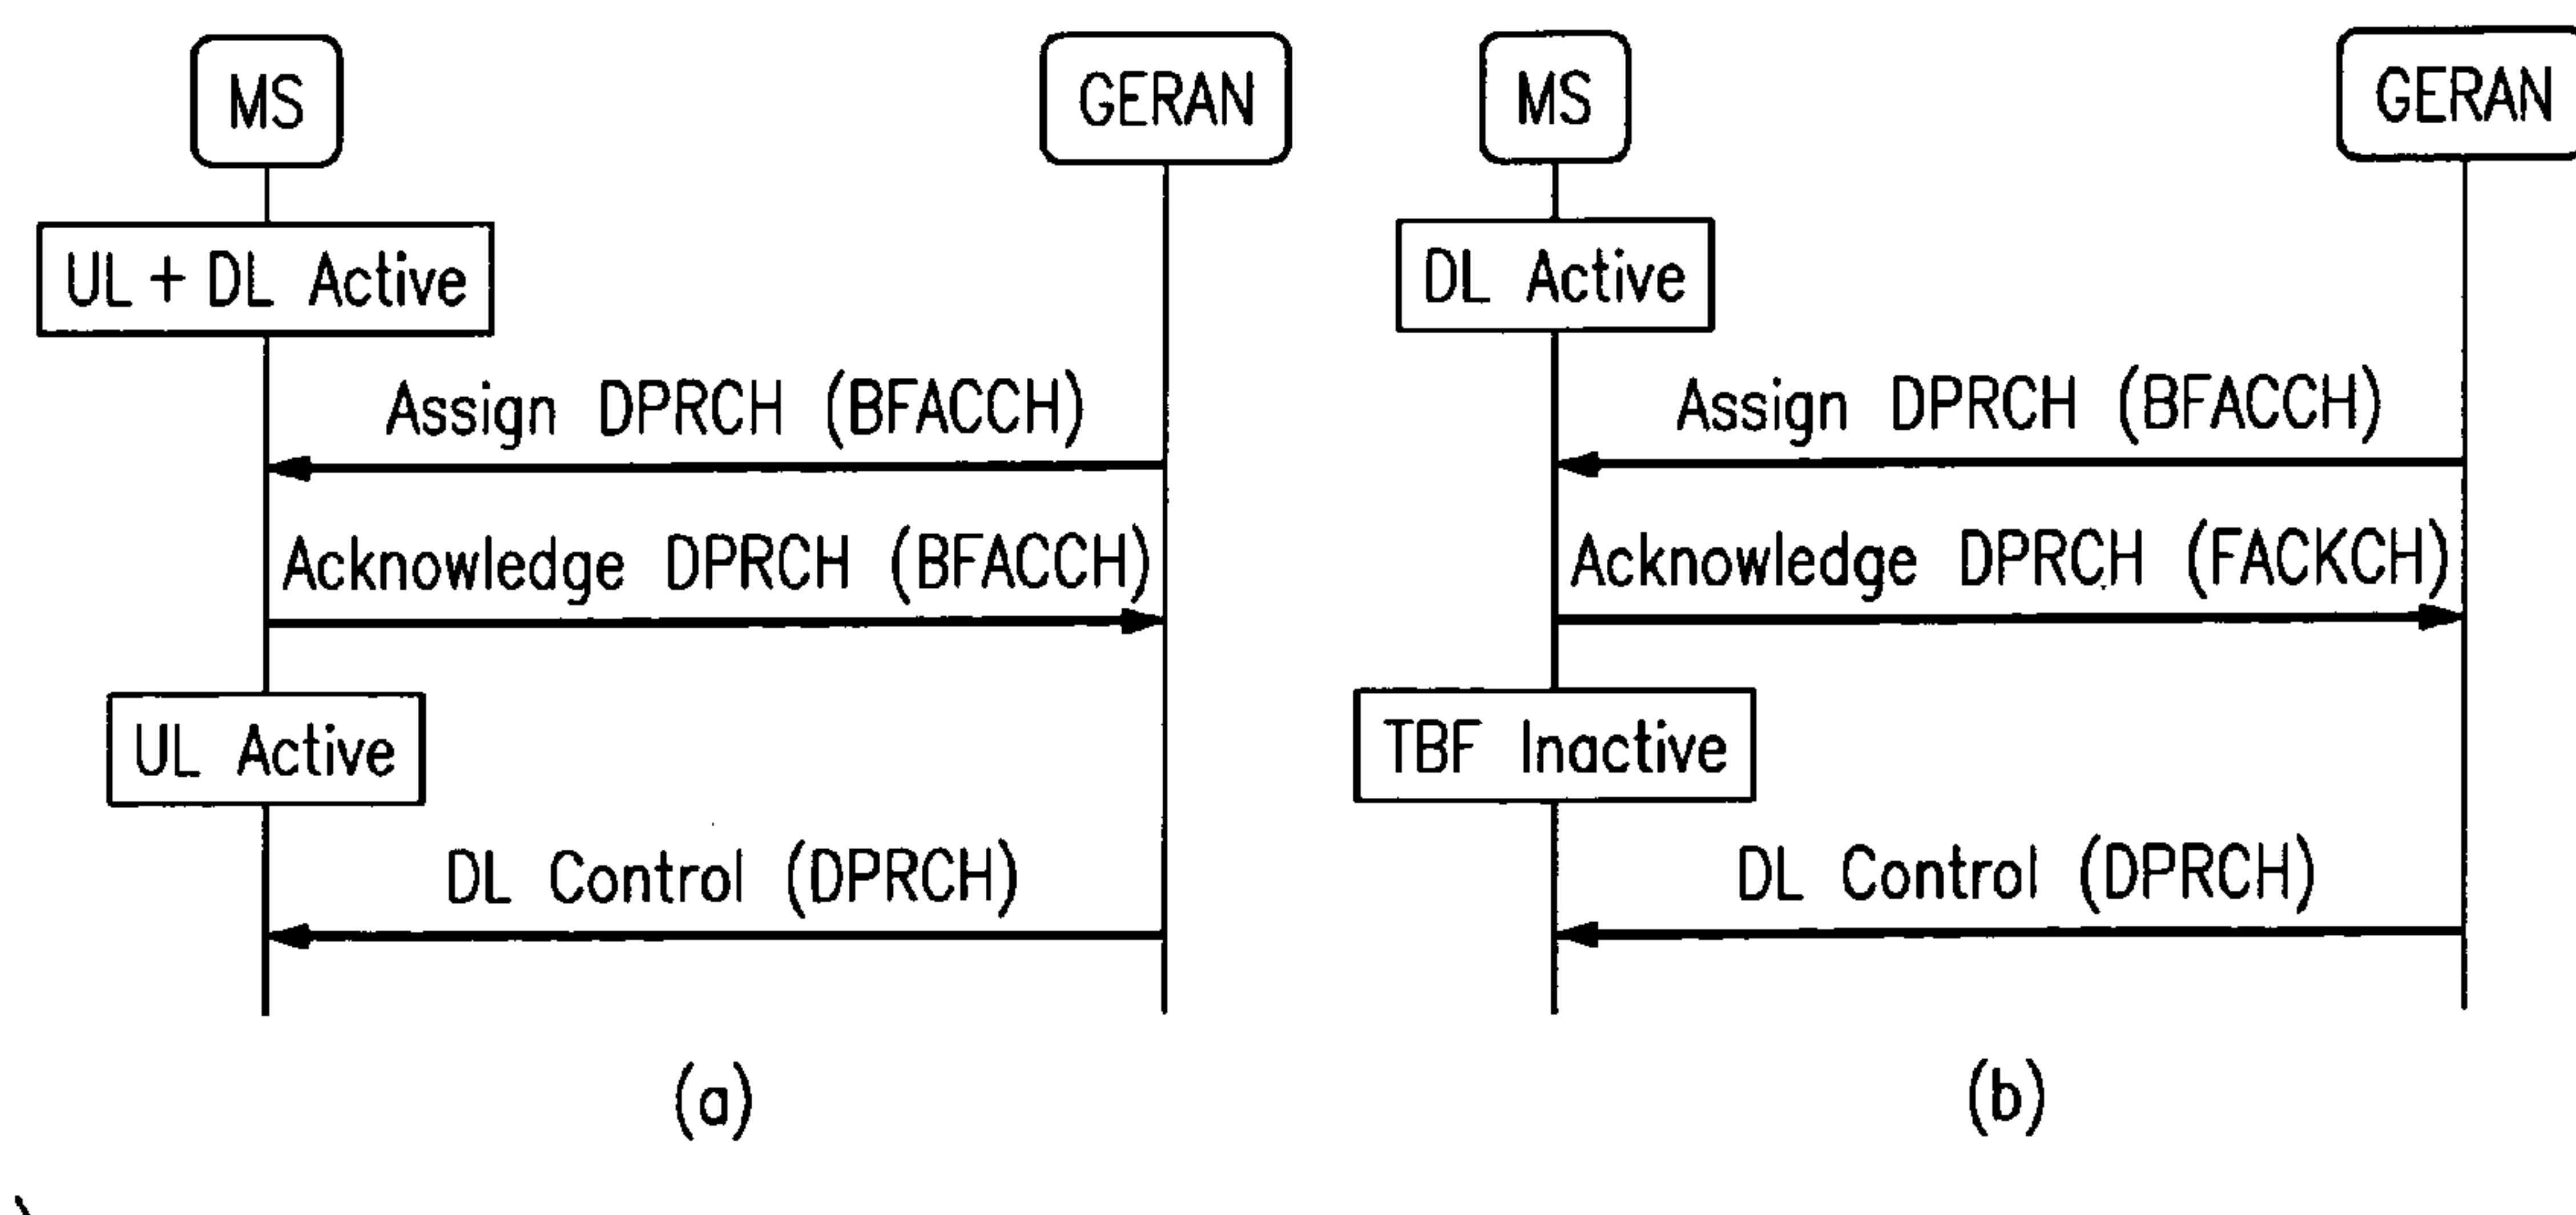 MS
GERAN
UL + DL Active
Assign DPRCH (BFACCH)
Acknowledge DPRCH (BFACCH)
UL Active
DL Control (DPRCH)
(a)
MS
GERAN
DL Active
Assign DPRCH (BFACCH)
Acknowledge DPRCH (FACKCH)
TBF Inactive
DL Control (DPRCH)
(b)